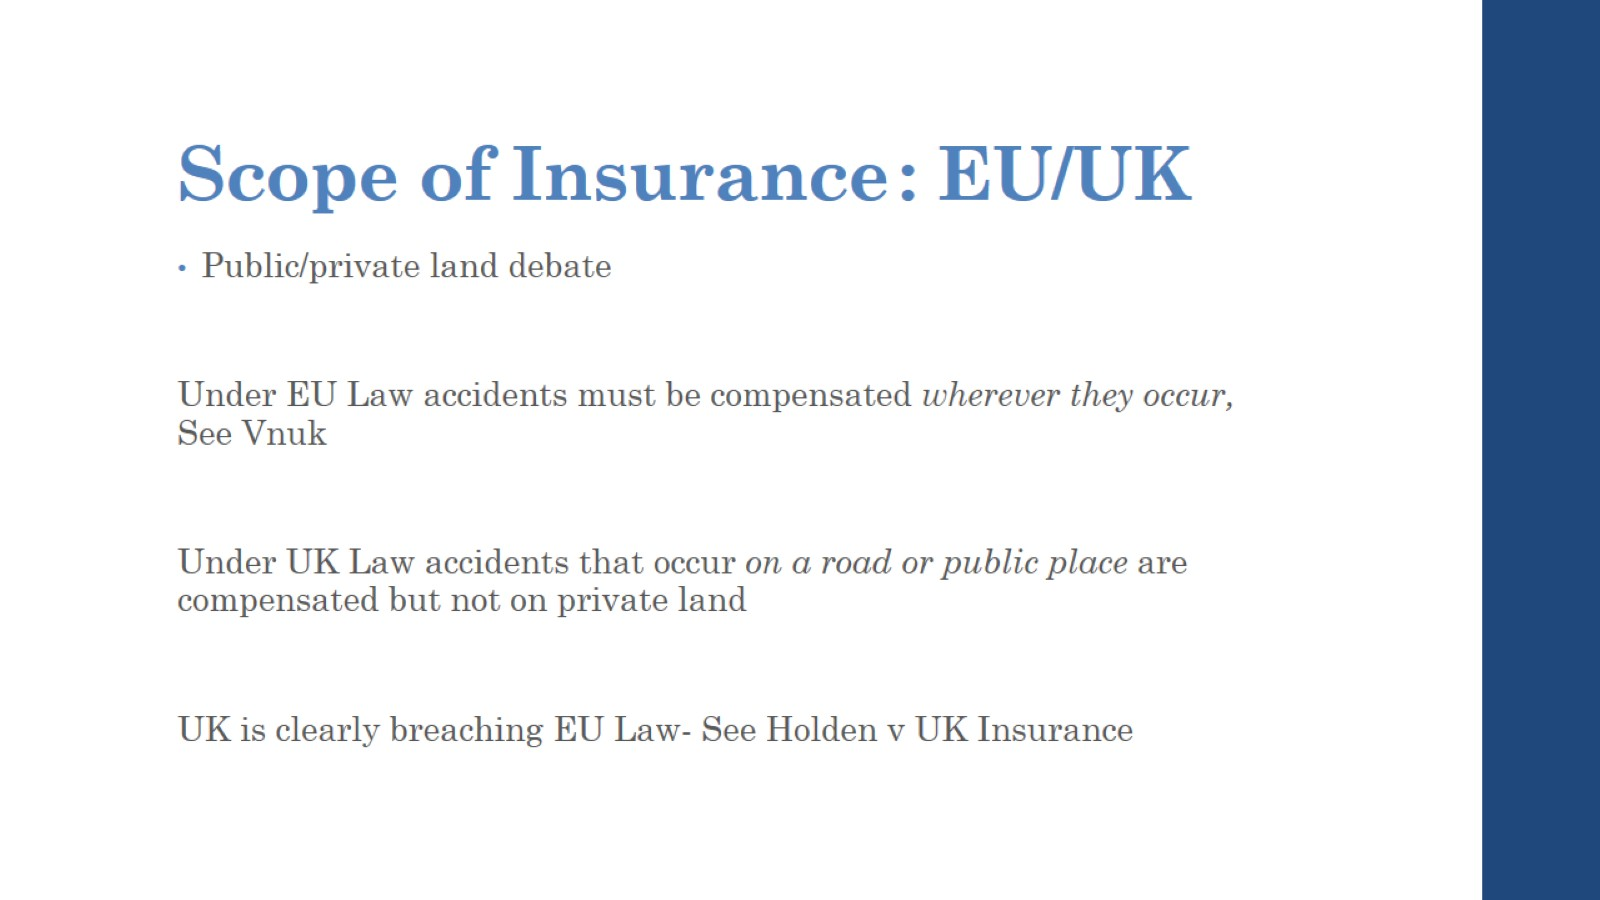 Scope of Insurance: EU/UK
• Public/private land debate
Under EU Law accidents must be compensated wherever they occur,
See Vnuk
Under UK Law accidents that occur on a road or public place are
compensated but not on private land
UK is clearly breaching EU Law- See Holden v UK Insurance